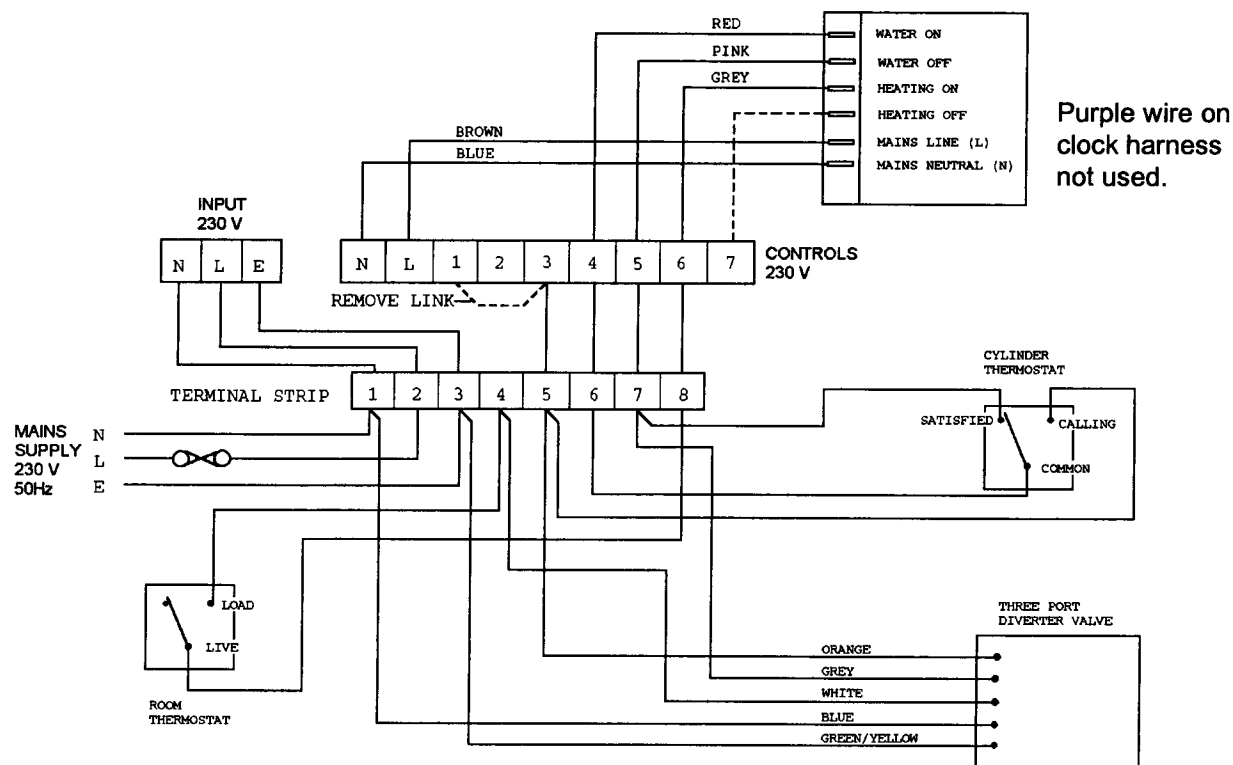 RED
WATER ON
PINK
WATER OFF
GREY
HEATING ON
HEATING OFF
BROWN
MAINS LINE (L)
BLUE
MAINS NEUTRAL (N)
Purple wire on
clock harness
not used.
INPUT
230 V
N L E
N L 1 2 3 4 5 6 7
CONTROLS
230 V
REMOVE LINK
TERMINAL STRIP
1 2 3 4 5 6 7 8
CYLINDER
THERMOSTAT
SATISFIED
CALLING
COMMON
MAINS
SUPPLY
230 V
50Hz
N
L
E
LOAD
LIVE
ROOM
THERMOSTAT
THREE PORT
DIVERTER VALVE
ORANGE
GREY
WHITE
BLUE
GREEN/YELLOW